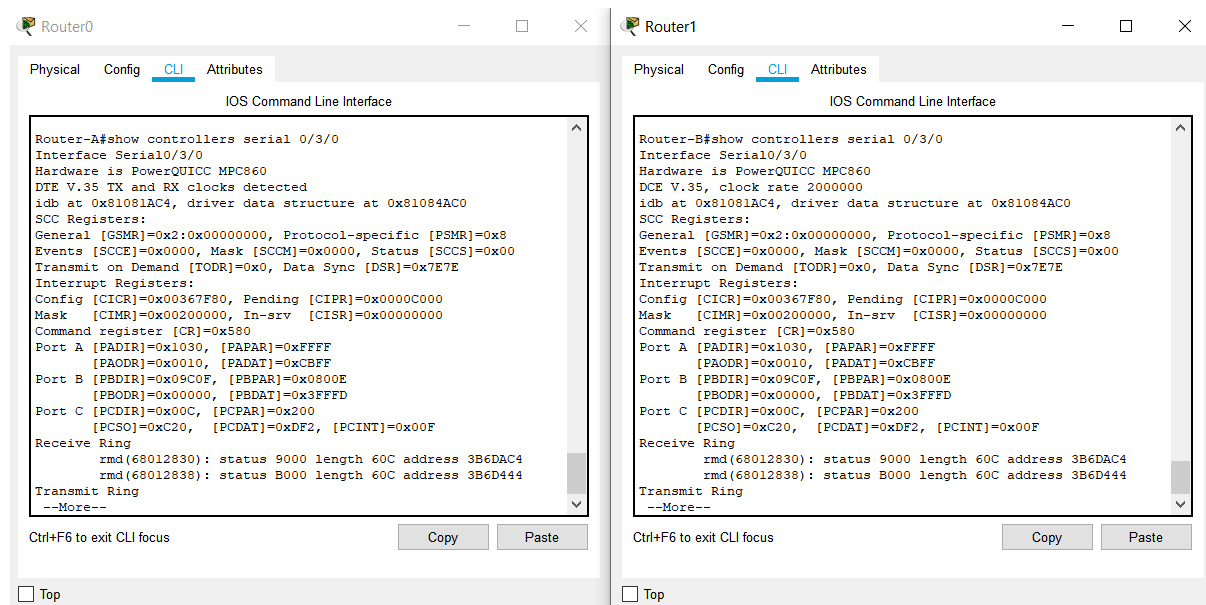 Router0
Physical Config CLI Attributes
IOS Command Line Interface
Router-A#show controllers serial 0/3/0
Interface Serial0/3/0
Hardware is PowerQUICC MPC860
DTE V.35 TX and RX clocks detected
idb at 0x81081AC4, driver data structure at 0x81084AC0
SCC Registers:
General [GSMR]=0x2:0x00000000, Protocol-specific [PSMR]=0x8
Events [SCCE]=0x0000, Mask [SCCM]=0x0000, Status [SCCS]=0x00
Transmit on Demand [TODR]=0x0, Data Sync [DSR]=0x7E7E
Interrupt Registers:
Config [CICR]=0x00367F80, Pending [CIPR]=0x0000C000
Mask   [CIMR]=0x00200000, In-srv  [CISR]=0x00000000
Command register [CR]=0x580
Port A [PADIR]=0x1030, [PAPAR]=0xFFFF
       [PAODR]=0x0010, [PADAT]=0xCBFF
Port B [PBDIR]=0x09C0F, [PBPAR]=0x0800E
       [PBODR]=0x00000, [PBDAT]=0x3FFFD
Port C [PCDIR]=0x00C, [PCPAR]=0x200
       [PCSO]=0xC20,  [PCDAT]=0xDF2, [PCINT]=0x00F
Receive Ring
        rmd(68012830): status 9000 length 60C address 3B6DAC4
        rmd(68012838): status B000 length 60C address 3B6D444
Transmit Ring
 --More--
Ctrl+F6 to exit CLI focus
Copy
Paste
Top
Router1
Physical Config CLI Attributes
IOS Command Line Interface
Router-B#show controllers serial 0/3/0
Interface Serial0/3/0
Hardware is PowerQUICC MPC860
DCE V.35, clock rate 2000000
idb at 0x81081AC4, driver data structure at 0x81084AC0
SCC Registers:
General [GSMR]=0x2:0x00000000, Protocol-specific [PSMR]=0x8
Events [SCCE]=0x0000, Mask [SCCM]=0x0000, Status [SCCS]=0x00
Transmit on Demand [TODR]=0x0, Data Sync [DSR]=0x7E7E
Interrupt Registers:
Config [CICR]=0x00367F80, Pending [CIPR]=0x0000C000
Mask   [CIMR]=0x00200000, In-srv  [CISR]=0x00000000
Command register [CR]=0x580
Port A [PADIR]=0x1030, [PAPAR]=0xFFFF
       [PAODR]=0x0010, [PADAT]=0xCBFF
Port B [PBDIR]=0x09C0F, [PBPAR]=0x0800E
       [PBODR]=0x00000, [PBDAT]=0x3FFFD
Port C [PCDIR]=0x00C, [PCPAR]=0x200
       [PCSO]=0xC20,  [PCDAT]=0xDF2, [PCINT]=0x00F
Receive Ring
        rmd(68012830): status 9000 length 60C address 3B6DAC4
        rmd(68012838): status B000 length 60C address 3B6D444
Transmit Ring
 --More--
Ctrl+F6 to exit CLI focus
Copy
Paste
Top